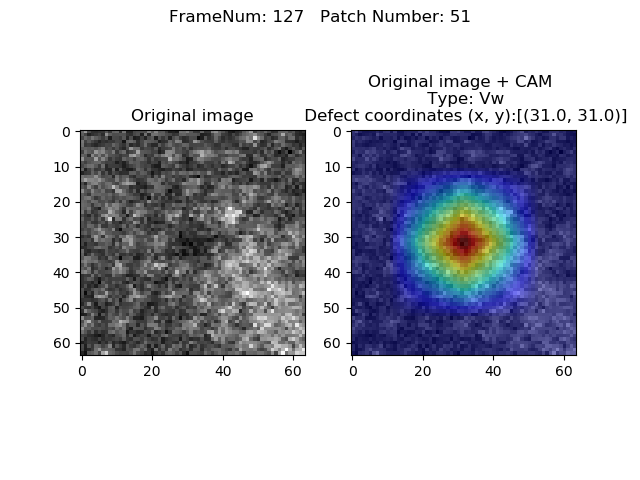 FrameNum: 127   Patch Number: 51
Original image
Original image + CAM
Type: Vw
Defect coordinates (x, y):[(31.0, 31.0)]
0
10
20
30
40
50
60
0 20 40 60
0
10
20
30
40
50
60
0 20 40 60